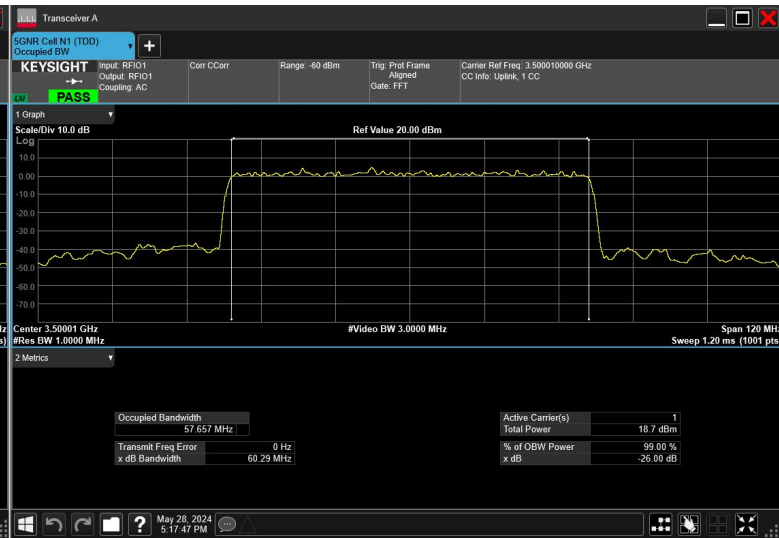 Transceiver A
5GNR Cell N1 (TDD)
Occupied BW
KEYSIGHT
Input: RFIO1
Output: RFIO1
Coupling: AC
Corr CCorr
Range: -60 dBm
Trig: Prot Frame
Aligned
Gate: FFT
Carrier Ref Freq: 3.500010000 GHz
CC Info: Uplink, 1 CC
LXI
PASS
1 Graph
Scale/Div 10.0 dB
Ref Value 20.00 dBm
Log
10.0
0.00
-10.0
-20.0
-30.0
-40.0
-50.0
-60.0
-70.0
Center 3.50001 GHz
#Video BW 3.0000 MHz
Span 120 MHz
#Res BW 1.0000 MHz
Sweep 1.20 ms (1001 pts
2 Metrics
Occupied Bandwidth
57.657 MHz
Transmit Freq Error 0 Hz
x dB Bandwidth 60.29 MHz
Active Carrier(s) 1
Total Power 18.7 dBm
% of OBW Power 99.00 %
x dB -26.00 dB
May 28, 2024
5:17:47 PM